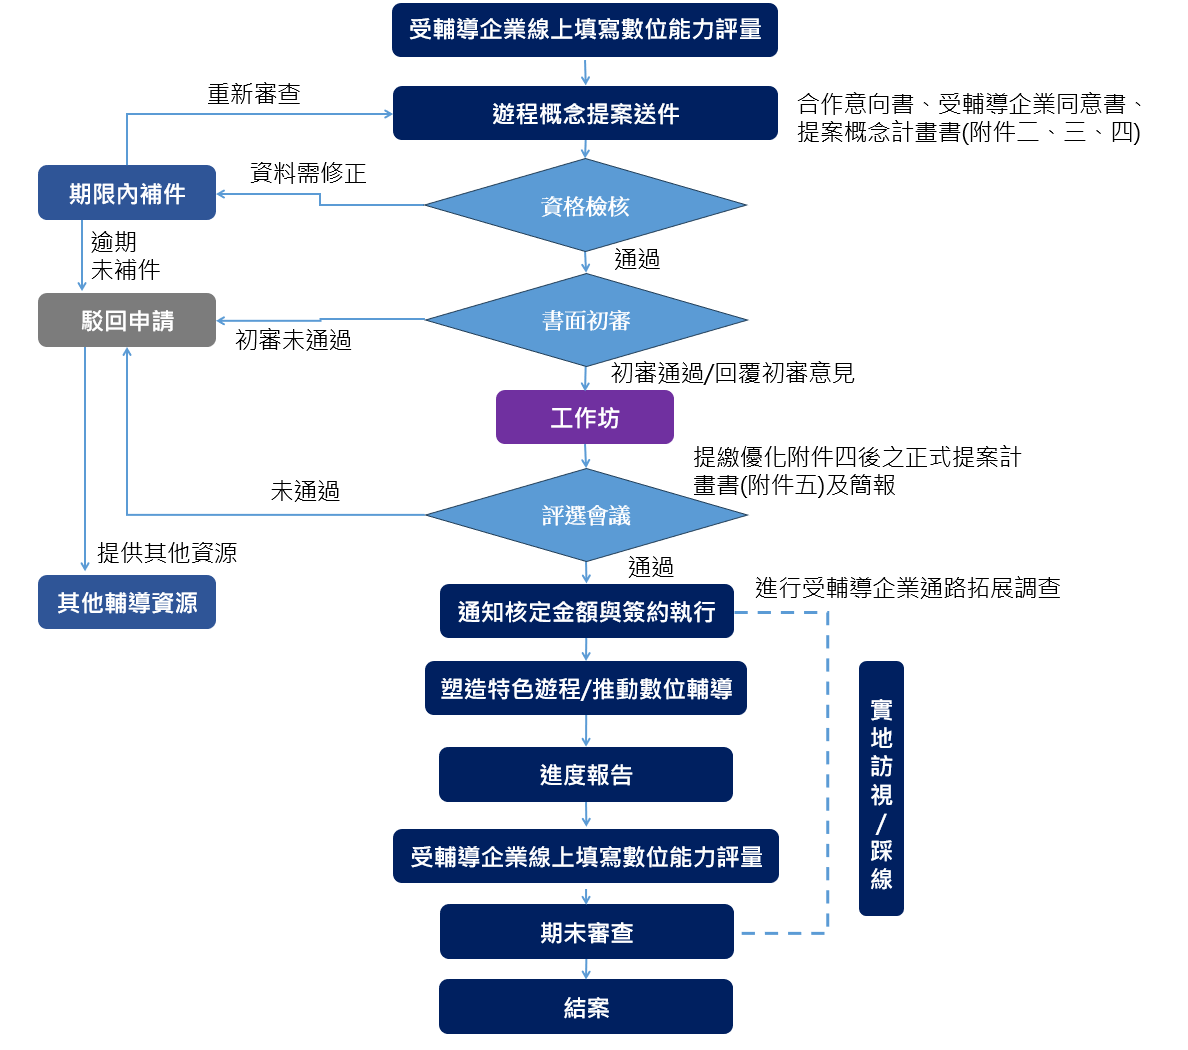 受輔導企業線上填寫數位能力評量
重新審查
遊程概念提案送件
合作意向書、受輔導企業同意書、
提案概念計畫書(附件二、三、四)
資料需修正
期限內補件
資格檢核
逾期
未補件
通過
駁回申請
書面初審
初審未通過
初審通過/回覆初審意見
工作坊
提繳優化附件四後之正式提案計
畫書(附件五)及簡報
未通過
評選會議
提供其他資源
通過
其他輔導資源
進行受輔導企業通路拓展調查
通知核定金額與簽約執行
塑造特色遊程/推動數位輔導
實
地
訪
視
/
踩
線
進度報告
受輔導企業線上填寫數位能力評量
期未審查
結案